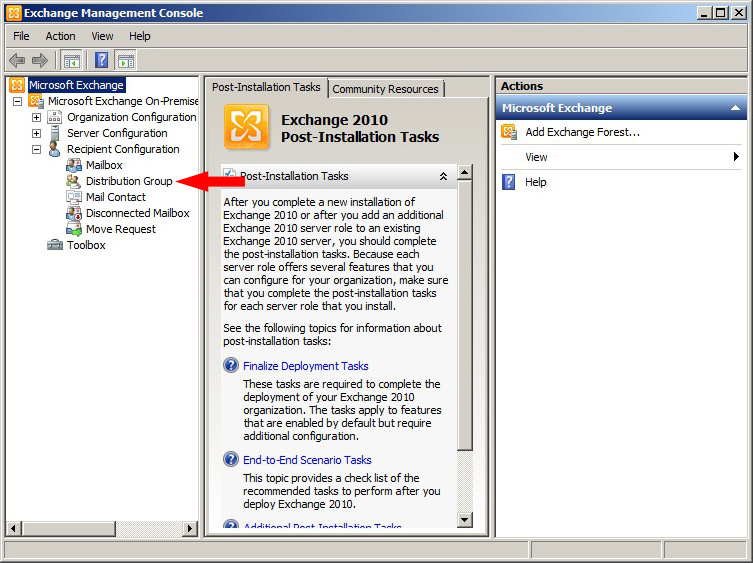 Exchange Management Console
File Action View Help
Microsoft Exchange
Microsoft Exchange On-Premise
Organization Configuration
Server Configuration
Recipient Configuration
Mailbox
Distribution Group
Mail Contact
Disconnected Mailbox
Move Request
Toolbox
Post-Installation Tasks
Community Resources
Exchange 2010
Post-Installation Tasks
Post-Installation Tasks
After you complete a new installation of
Exchange 2010 or after you add an additional
Exchange 2010 server role to an existing
Exchange 2010 server, you should complete
the post-installation tasks. Because each
server role offers several features that you
can configure for your organization, make sure
that you complete the post-installation tasks
for each server role that you install.
See the following topics for information about
post-installation tasks:
Finalize Deployment Tasks
These tasks are required to complete the
deployment of your Exchange 2010
organization. The tasks apply to features
that are enabled by default but require
additional configuration.
End-to-End Scenario Tasks
This topic provides a check list of the
recommended tasks to perform after you
deploy Exchange 2010.
Additional Post-Installation Tasks
Actions
Microsoft Exchange
Add Exchange Forest...
View
Help